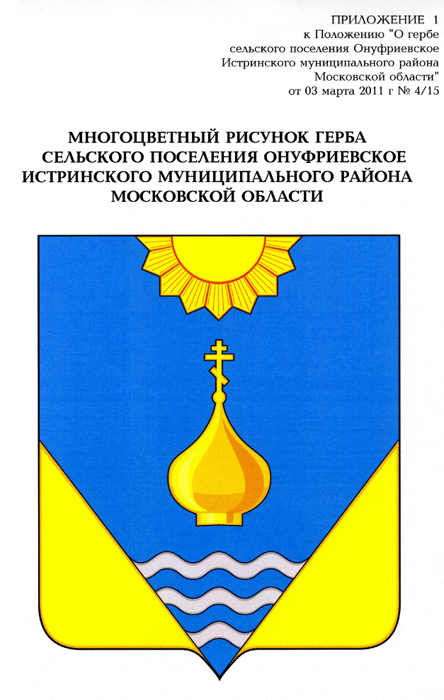 ПРИЛОЖЕНИЕ 1
к Положению "О гербе
сельского поселения Онуфриевское
Истринского муниципального района
Московской области"
от 03 марта 2011 г № 4/15
МНОГОЦВЕТНЫЙ РИСУНОК ГЕРБА
СЕЛЬСКОГО ПОСЕЛЕНИЯ ОНУФРИЕВСКОЕ
ИСТРИНСКОГО МУНИЦИПАЛЬНОГО РАЙОНА
МОСКОВСКОЙ ОБЛАСТИ